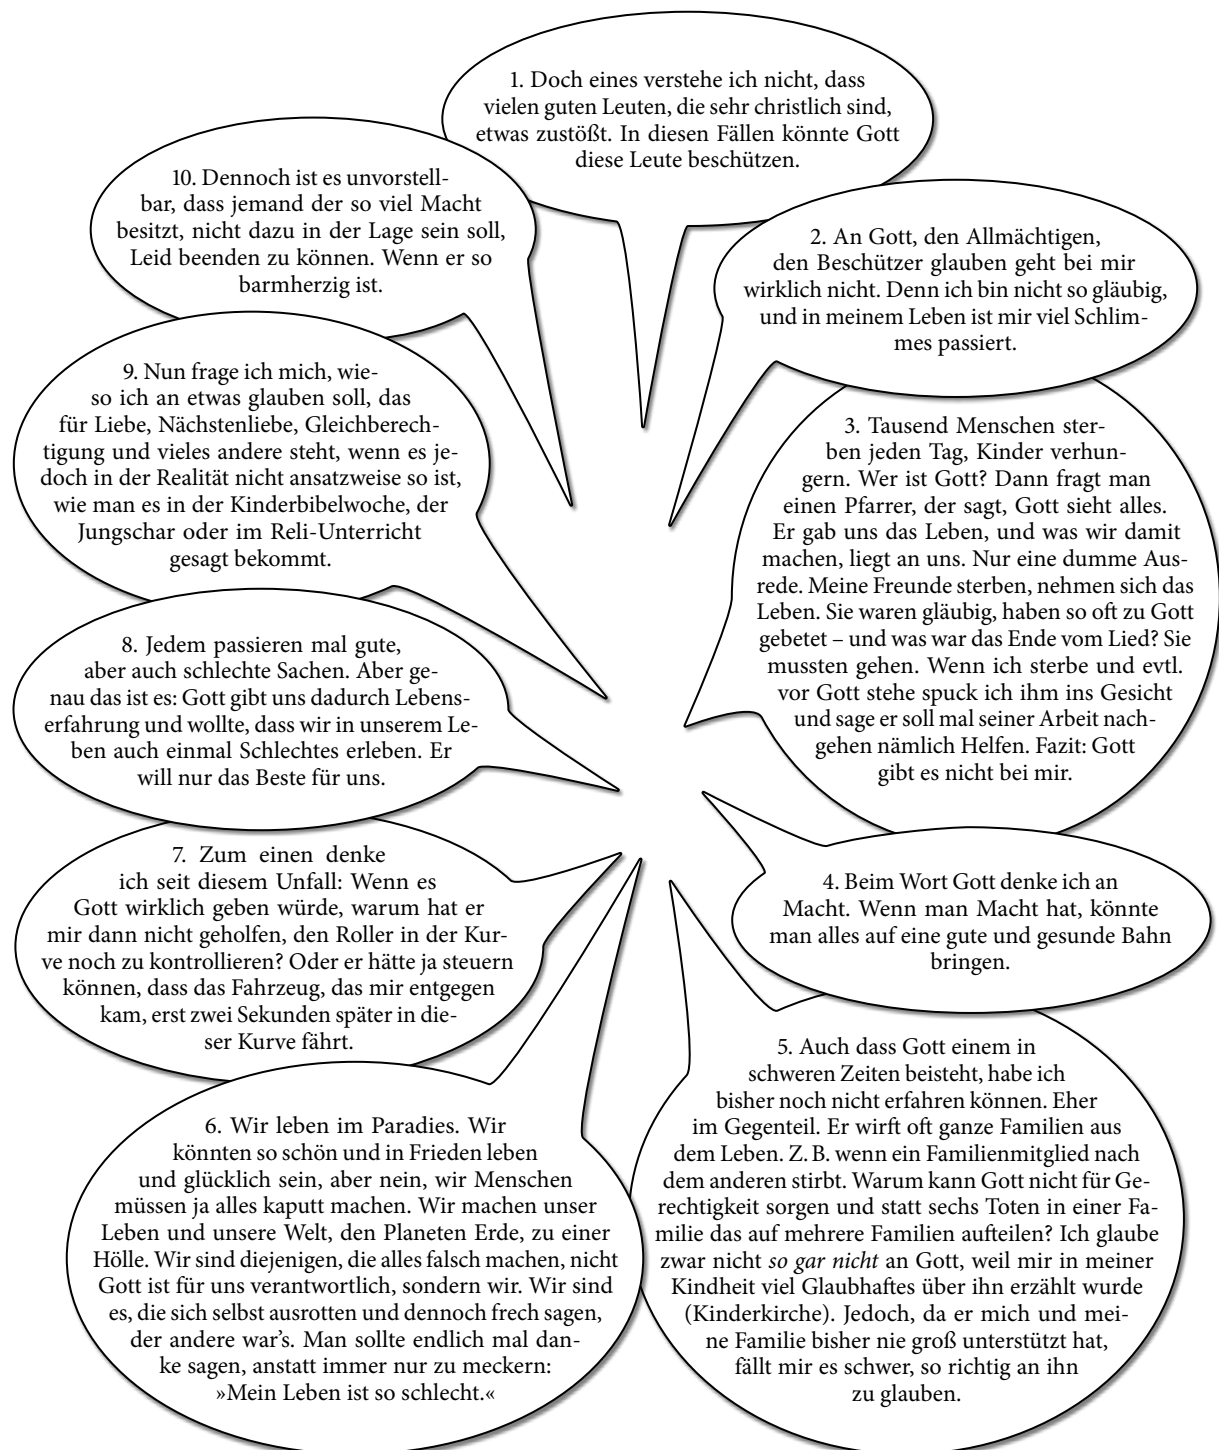 1. Doch eines verstehe ich nicht, dass
vielen guten Leuten, die sehr christlich sind,
etwas zustößt. In diesen Fällen könnte Gott
diese Leute beschützen.
2. An Gott, den Allmächtigen,
den Beschützer glauben geht bei mir
wirklich nicht. Denn ich bin nicht so gläubig,
und in meinem Leben ist mir viel Schlim-
mes passiert.
3. Tausend Menschen ster-
ben jeden Tag, Kinder verhun-
gern. Wer ist Gott? Dann fragt man
einen Pfarrer, der sagt, Gott sieht alles.
Er gab uns das Leben, und was wir damit
machen, liegt an uns. Nur eine dumme Aus-
rede. Meine Freunde sterben, nehmen sich das
Leben. Sie waren gläubig, haben so oft zu Gott
gebetet – und was war das Ende vom Lied? Sie
mussten gehen. Wenn ich sterbe und evtl.
vor Gott stehe spuck ich ihm ins Gesicht
und sage er soll mal seiner Arbeit nach-
gehen nämlich Helfen. Fazit: Gott
gibt es nicht bei mir.
4. Beim Wort Gott denke ich an
Macht. Wenn man Macht hat, könnte
man alles auf eine gute und gesunde Bahn
bringen.
5. Auch dass Gott einem in
schweren Zeiten beisteht, habe ich
bisher noch nicht erfahren können. Eher
im Gegenteil. Er wirft oft ganze Familien aus
dem Leben. Z. B. wenn ein Familienmitglied nach
dem anderen stirbt. Warum kann Gott nicht für Ge-
rechtigkeit sorgen und statt sechs Toten in einer Fa-
milie das auf mehrere Familien aufteilen? Ich glaube
zwar nicht so gar nicht an Gott, weil mir in meiner
Kindheit viel Glaubhaftes über ihn erzählt wurde
(Kinderkirche). Jedoch, da er mich und mei-
ne Familie bisher nie groß unterstützt hat,
fällt mir es schwer, so richtig an ihn
zu glauben.
6. Wir leben im Paradies. Wir
könnten so schön und in Frieden leben
und glücklich sein, aber nein, wir Menschen
müssen ja alles kaputt machen. Wir machen unser
Leben und unsere Welt, den Planeten Erde, zu einer
Hölle. Wir sind diejenigen, die alles falsch machen, nicht
Gott ist für uns verantwortlich, sondern wir. Wir sind
es, die sich selbst ausrotten und dennoch frech sagen,
der andere war's. Man sollte endlich mal dan-
ke sagen, anstatt immer nur zu meckern:
»Mein Leben ist so schlecht.«
7. Zum einen denke
ich seit diesem Unfall: Wenn es
Gott wirklich geben würde, warum hat er
mir dann nicht geholfen, den Roller in der Kur-
ve noch zu kontrollieren? Oder er hätte ja steuern
können, dass das Fahrzeug, das mir entgegen
kam, erst zwei Sekunden später in die-
ser Kurve fährt.
8. Jedem passieren mal gute,
aber auch schlechte Sachen. Aber ge-
nau das ist es: Gott gibt uns dadurch Lebens-
erfahrung und wollte, dass wir in unserem Le-
ben auch einmal Schlechtes erleben. Er
will nur das Beste für uns.
9. Nun frage ich mich, wie-
so ich an etwas glauben soll, das
für Liebe, Nächstenliebe, Gleichberech-
tigung und vieles andere steht, wenn es je-
doch in der Realität nicht ansatzweise so ist,
wie man es in der Kinderbibelwoche, der
Jungschar oder im Reli-Unterricht
gesagt bekommt.
10. Dennoch ist es unvorstell-
bar, dass jemand der so viel Macht
besitzt, nicht dazu in der Lage sein soll,
Leid beenden zu können. Wenn er so
barmherzig ist.